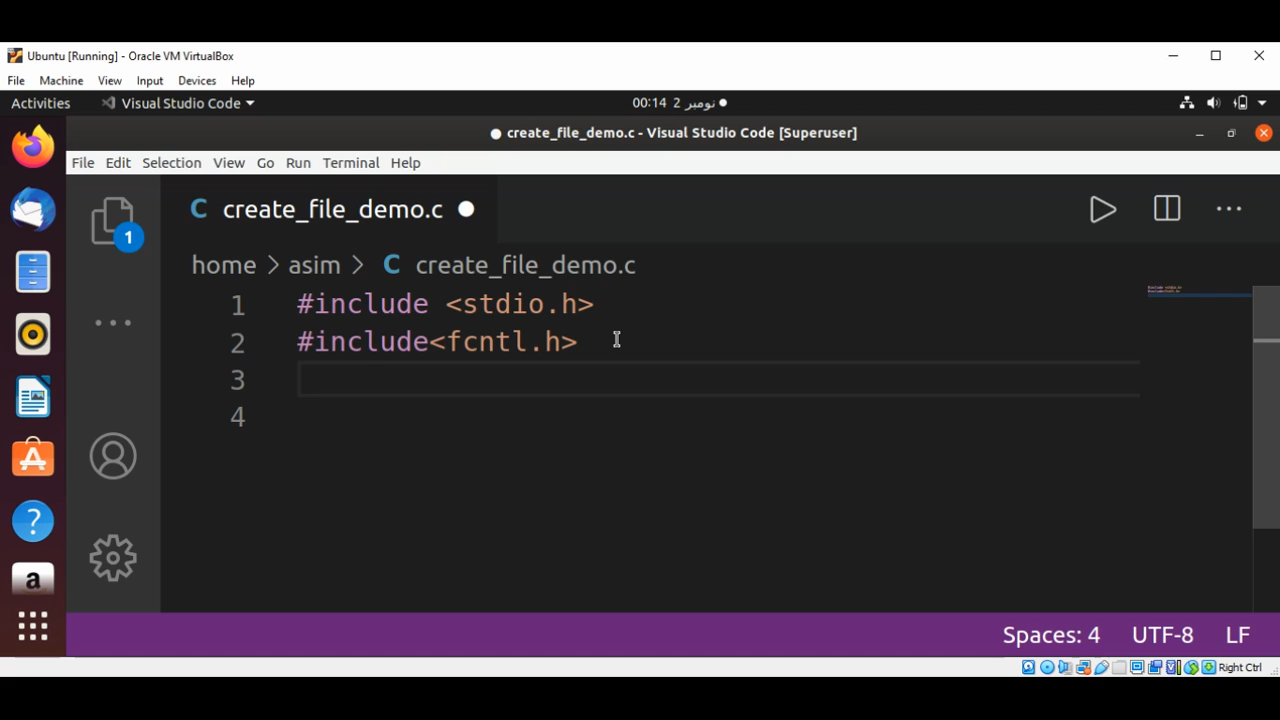 Ubuntu [Running] - Oracle VM VirtualBox
File Machine View Input Devices Help
Activities Visual Studio Code 00:14 2 نومبر
● create_file_demo.c - Visual Studio Code [Superuser]
File Edit Selection View Go Run Terminal Help
C create_file_demo.c
1
home > asim > C create_file_demo.c
1 #include <stdio.h>
2 #include<fcntl.h>
3
4
a
Spaces: 4 UTF-8 LF
Right Ctrl